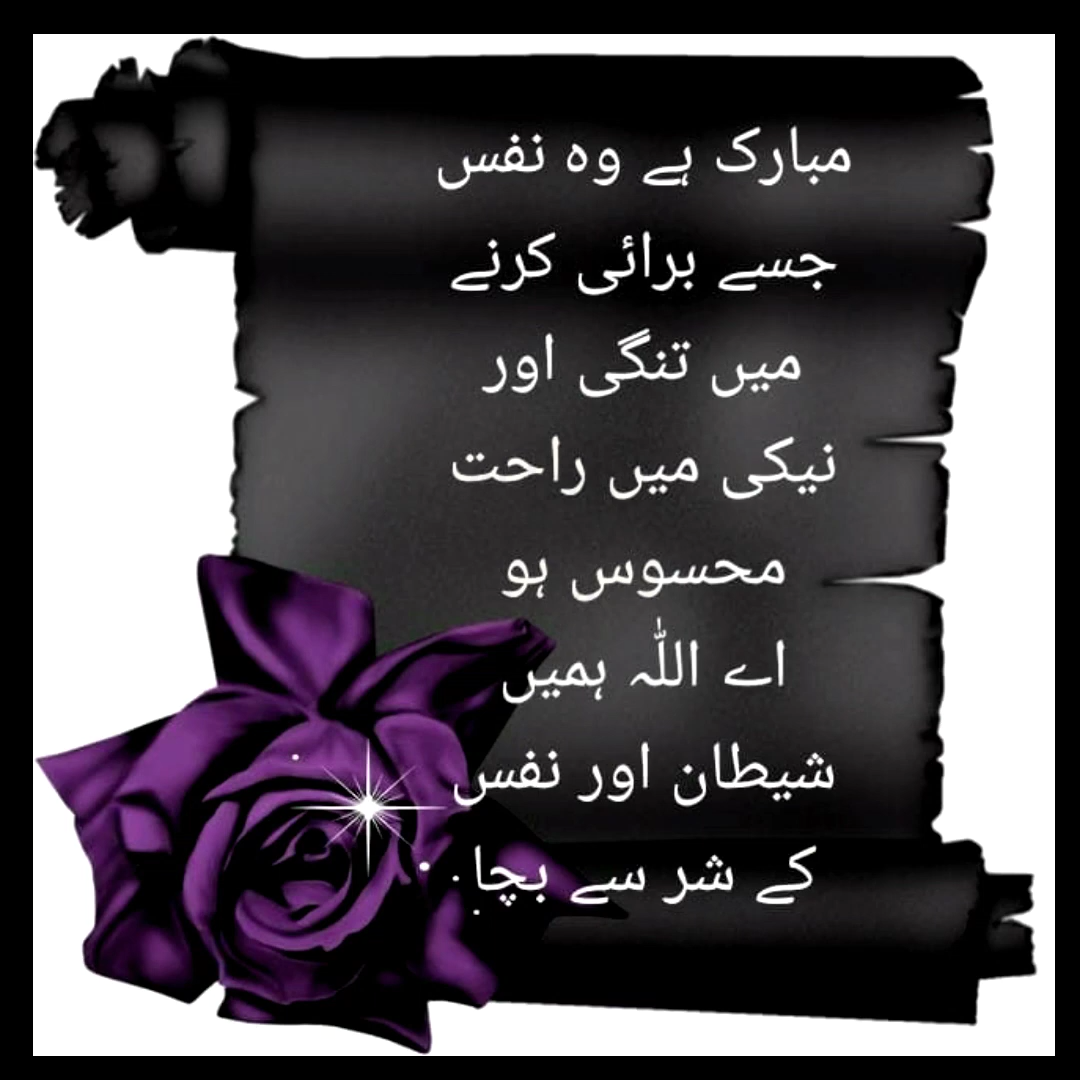 مبارک ہے وہ نفس
جسے برائی کرنے
میں تنگی اور
نیکی میں راحت
محسوس ہو
اے اللّٰہ ہمیں
شیطان اور نفس
کے شر سے بچا.